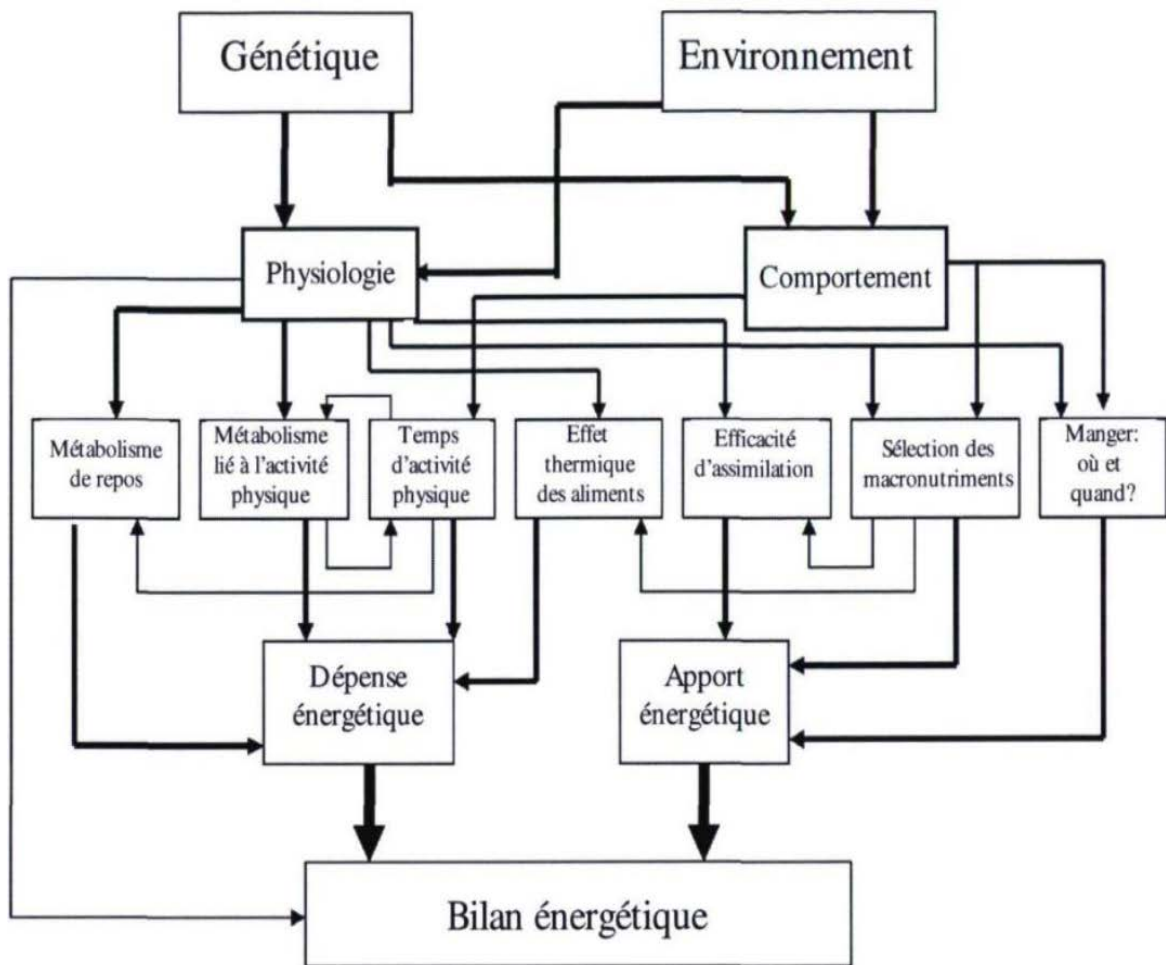 Génétique
Environnement
Physiologie
Comportement
Métabolisme
de repos
Métabolisme
lié à l'activité
physique
Temps
d'activité
physique
Effet
thermique
des aliments
Efficacité
d'assimilation
Sélection des
macronutriments
Manger:
où et
quand?
Dépense
énergétique
Apport
énergétique
Bilan énergétique